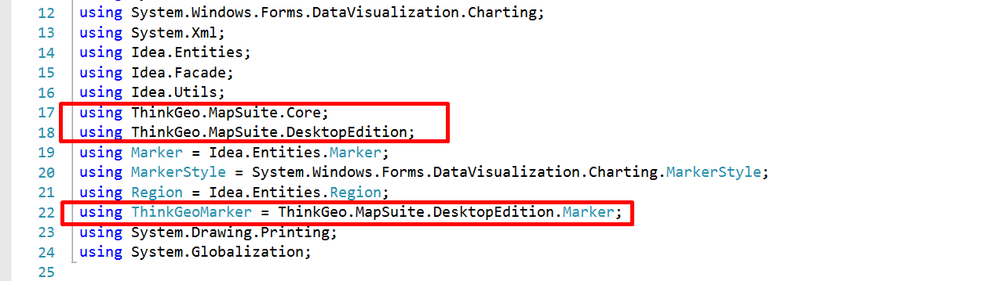 12 using System.Windows.Forms.DataVisualization.Charting;
13 using System.Xml;
14 using Idea.Entities;
15 using Idea.Facade;
16 using Idea.Utils;
17 using ThinkGeo.MapSuite.Core;
18 using ThinkGeo.MapSuite.DesktopEdition;
19 using Marker = Idea.Entities.Marker;
20 using MarkerStyle = System.Windows.Forms.DataVisualization.Charting.MarkerStyle;
21 using Region = Idea.Entities.Region;
22 using ThinkGeoMarker = ThinkGeo.MapSuite.DesktopEdition.Marker;
23 using System.Drawing.Printing;
24 using System.Globalization;
25